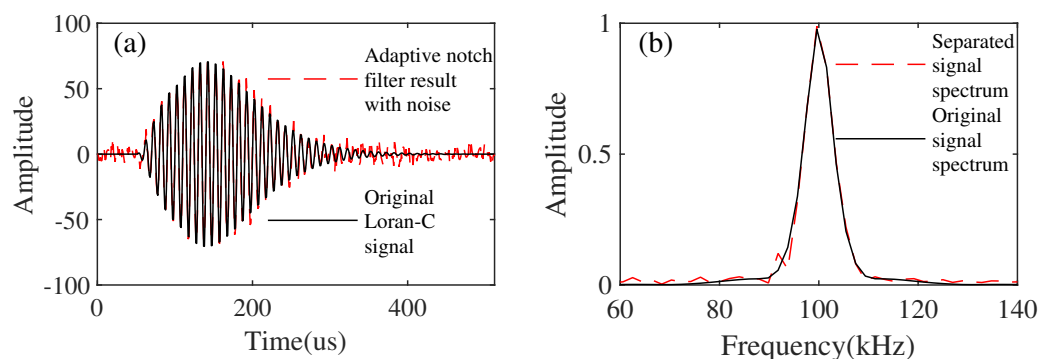 (a)
Adaptive notch
filter result
with noise
Original
Loran-C
signal
100
50
0
-50
-100
Amplitude
0
200
400
Time(us)
(b)
Separated
signal
spectrum
Original
signal
spectrum
1
0.5
0
Amplitude
60
80
100
120
140
Frequency(kHz)